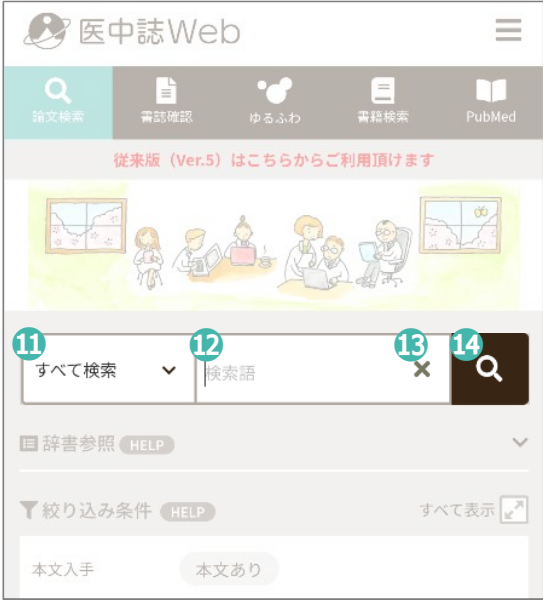 医中誌Web
論文検索 書誌確認 ゆるふわ 書籍検索 PubMed
従来版（Ver.5）はこちらからご利用頂けます
11 12 13 14
すべて検索 検索語
辞書参照 HELP
絞り込み条件 HELP すべて表示
本文入手 本文あり